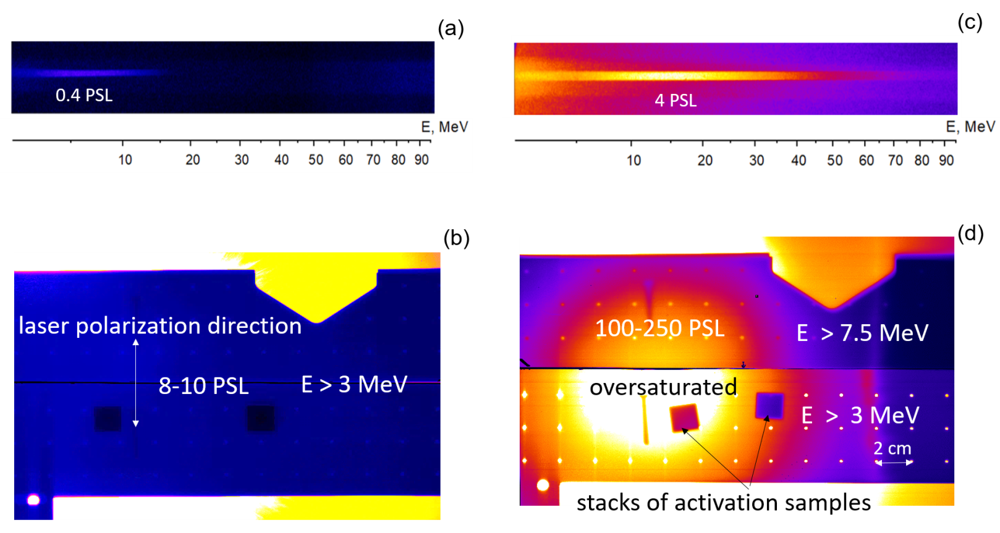 (a)
0.4 PSL
E, MeV
10 20 30 40 50 60 70 80 90
(c)
4 PSL
E, MeV
10 20 30 40 50 60 70 80 90
(b)
laser polarization direction
8-10 PSL
E > 3 MeV
(d)
100-250 PSL
E > 7.5 MeV
oversaturated
E > 3 MeV
2 cm
stacks of activation samples